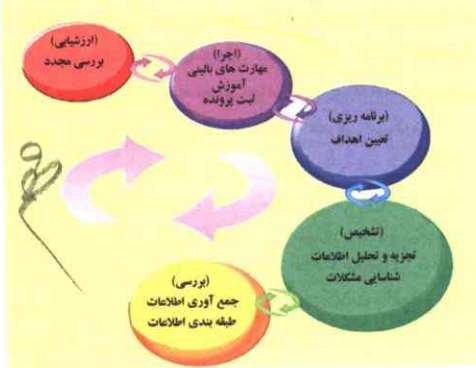 (ارزشیابی)
بررسی مجدد
(اجرا)
مهارت های بالینی
آموزش
ثبت پرونده
(برنامه ریزی)
تعیین اهداف
(تشخیص)
تجزیه و تحلیل اطلاعات
شناسایی مشکلات
(بررسی)
جمع آوری اطلاعات
طبقه بندی اطلاعات